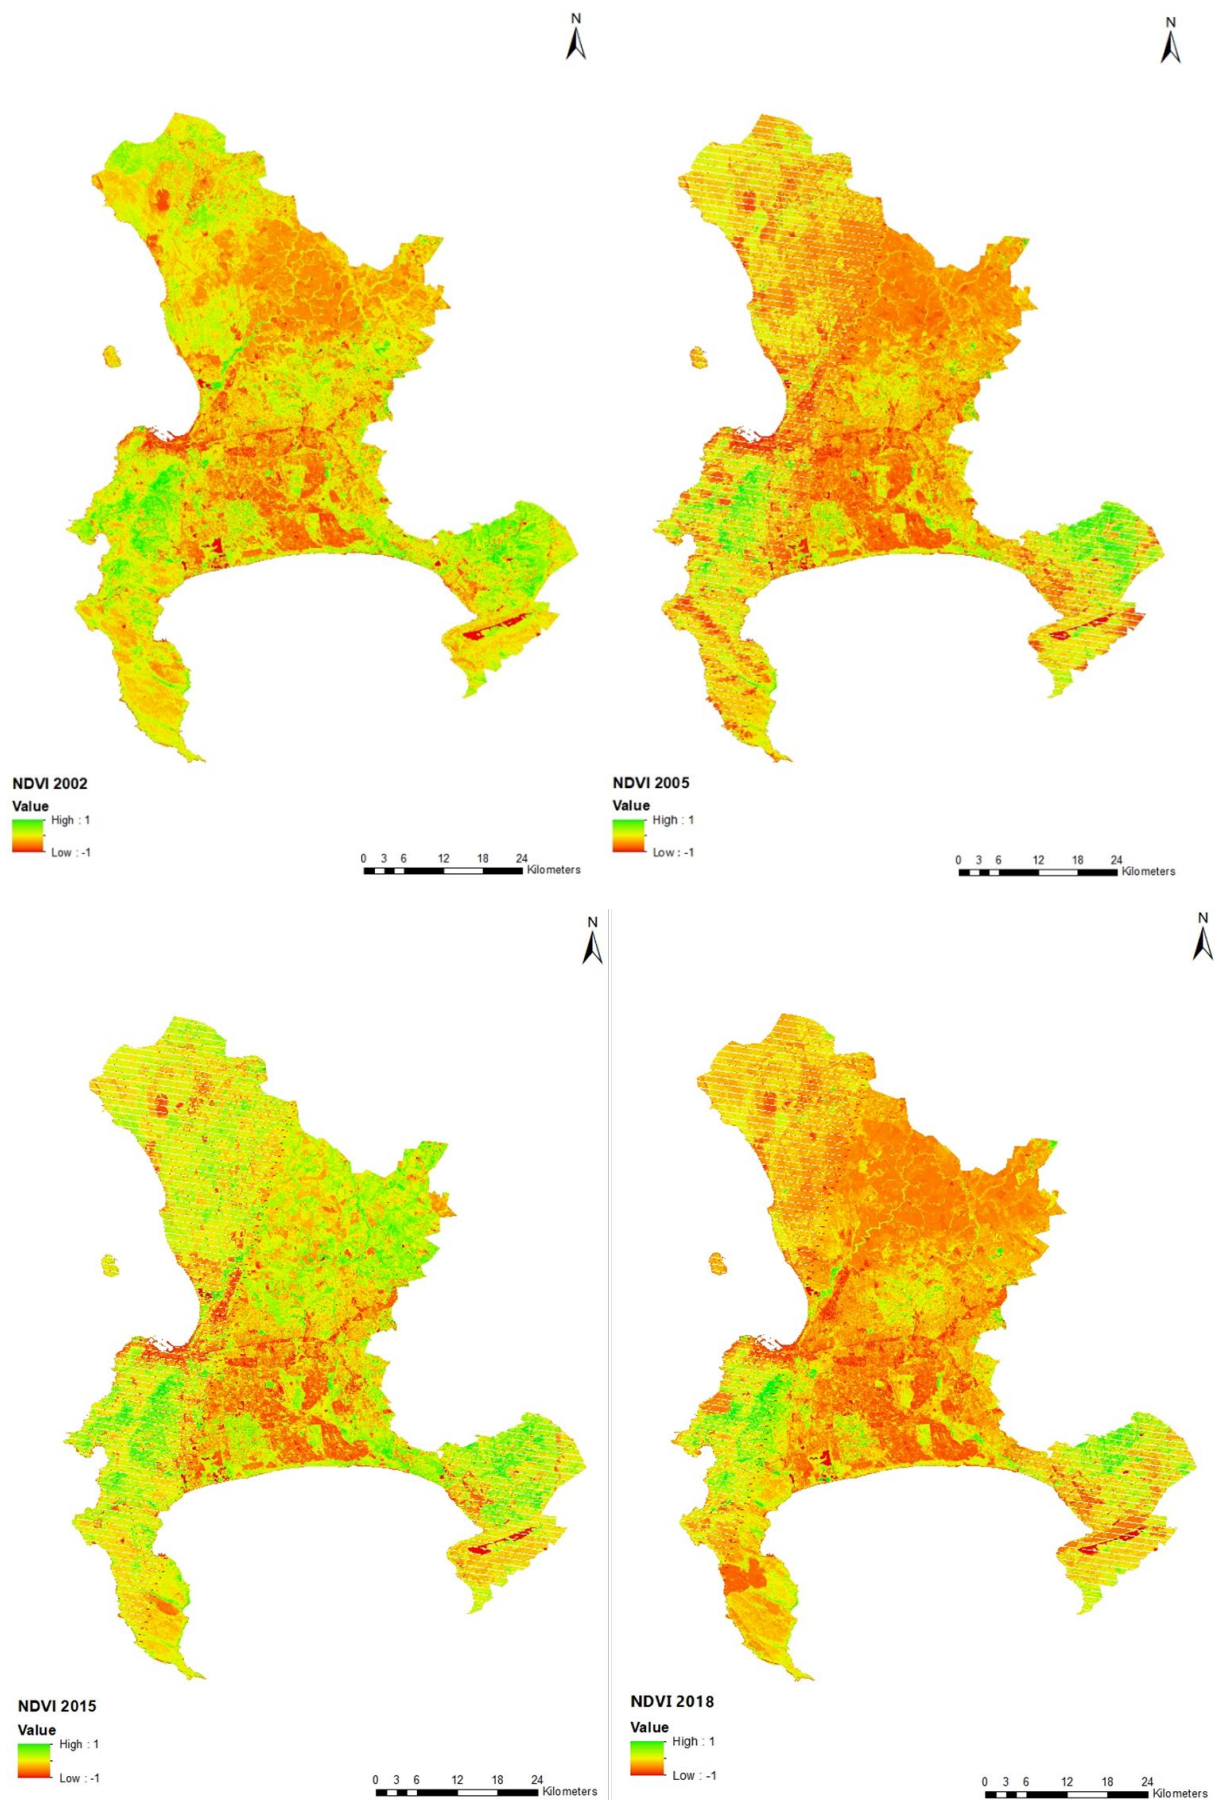 N
N
NDVI 2002
Value
High : 1
Low : -1
0 3 6 12 18 24
Kilometers
NDVI 2005
Value
High : 1
Low : -1
0 3 6 12 18 24
Kilometers
N
N
NDVI 2015
Value
High : 1
Low : -1
0 3 6 12 18 24
Kilometers
NDVI 2018
Value
High : 1
Low : -1
0 3 6 12 18 24
Kilometers